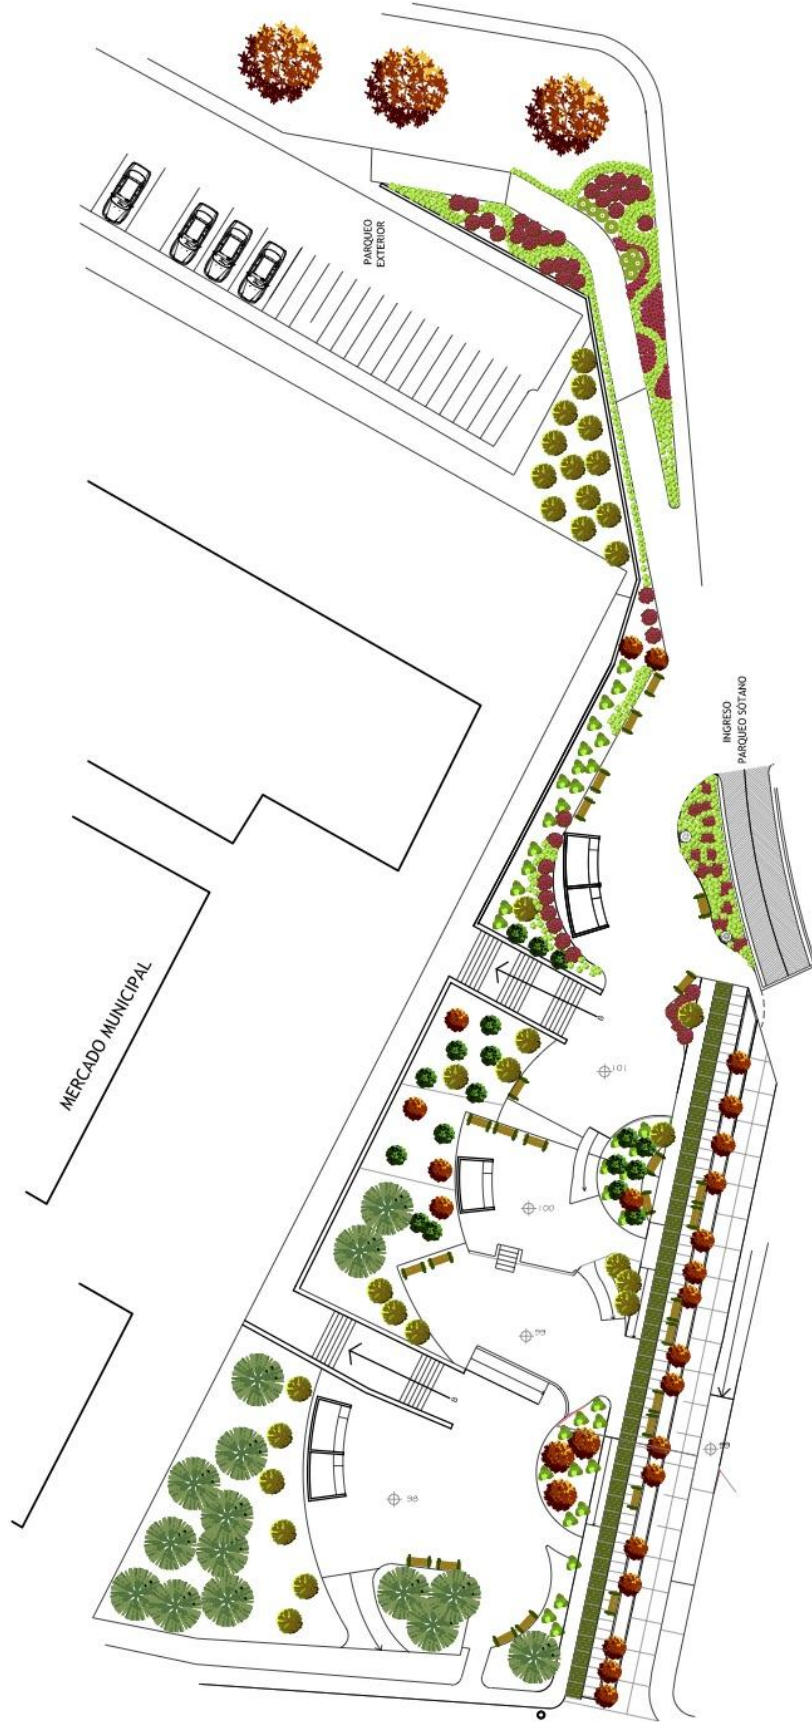 PARQUEO
EXTERIOR
INGRESO
PARQUEO SÓTANO
MERCADO MUNICIPAL
101
100
99
98